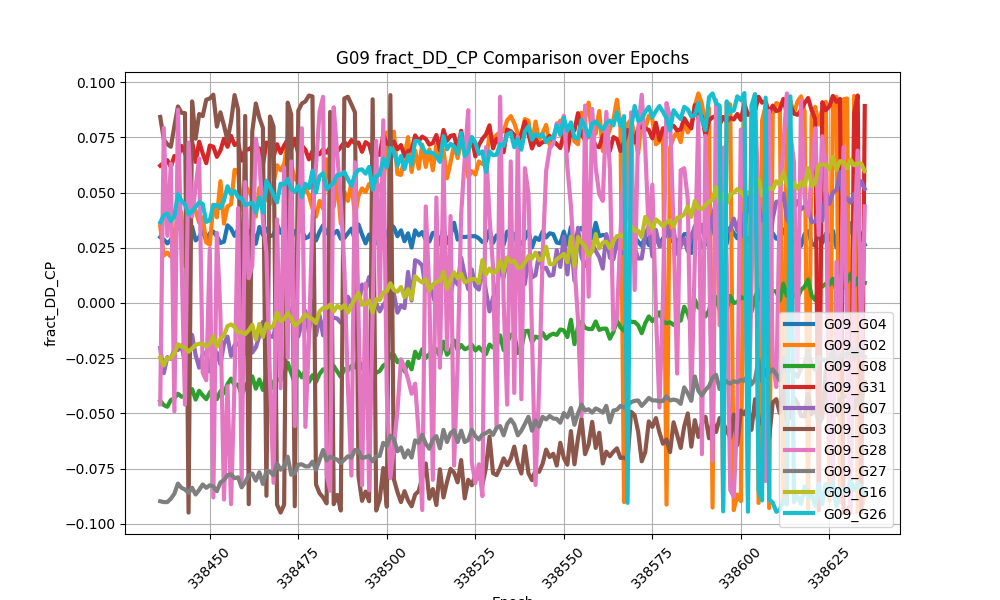 G09 fract_DD_CP Comparison over Epochs
fract_DD_CP
0.100
0.075
0.050
0.025
0.000
−0.025
−0.050
−0.075
−0.100
338450
338475
338500
338525
338550
338575
338600
338625
Epoch
G09_G04
G09_G02
G09_G08
G09_G31
G09_G07
G09_G03
G09_G28
G09_G27
G09_G16
G09_G26